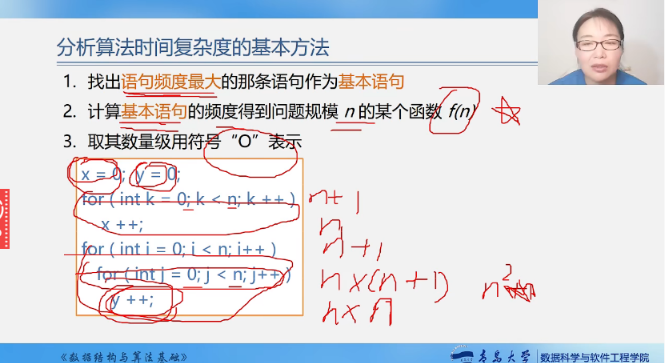 分析算法时间复杂度的基本方法
1. 找出语句频度最大的那条语句作为基本语句
2. 计算基本语句的频度得到问题规模 n 的某个函数 f(n)
3. 取其数量级用符号“O”表示
x = 0; y = 0;
for ( int k = 0; k < n; k ++ ) n+1
x ++; n
for ( int i = 0; i < n; i++ ) n+1
for ( int j = 0; j < n; j++ ) n×(n+1)
y ++; n×n
n²
《数据结构与算法基础》
青岛大学 数据科学与软件工程学院